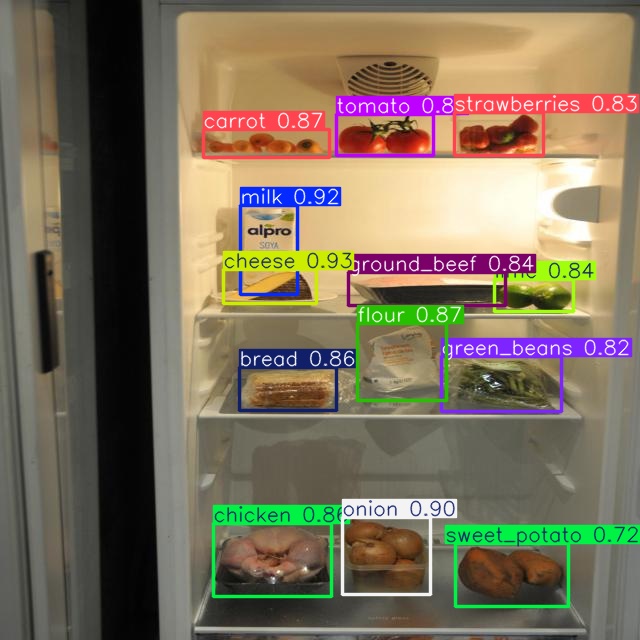 carrot 0.87
tomato 0.8
strawberries 0.83
milk 0.92
alpro
SOYA
cheese 0.93
ground_beef 0.84
0.84
flour 0.87
bread 0.86
green_beans 0.82
chicken 0.86
onion 0.90
sweet_potato 0.72